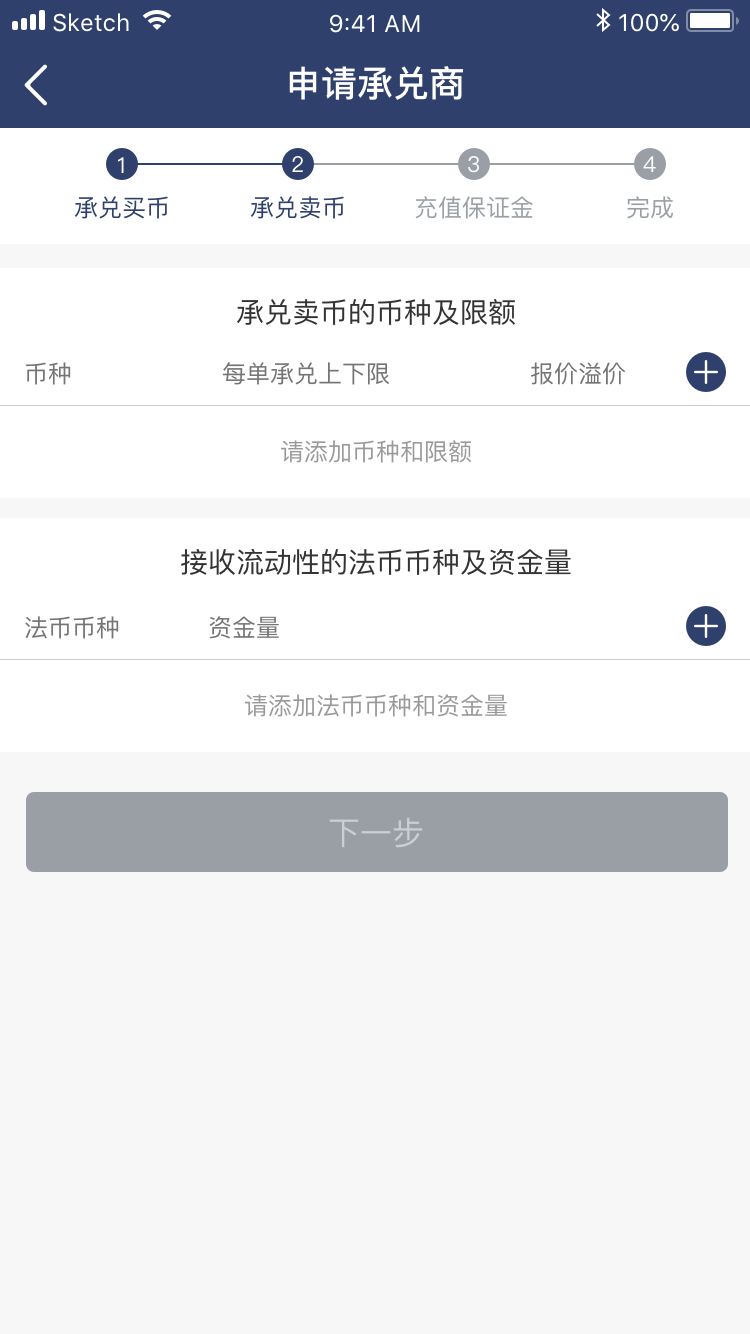 Sketch 9:41 AM 100%
申请承兑商
1 2 3 4
承兑买币 承兑卖币 充值保证金 完成
承兑卖币的币种及限额
币种 每单承兑上下限 报价溢价
请添加币种和限额
接收流动性的法币币种及资金量
法币币种 资金量
请添加法币币种和资金量
下一步